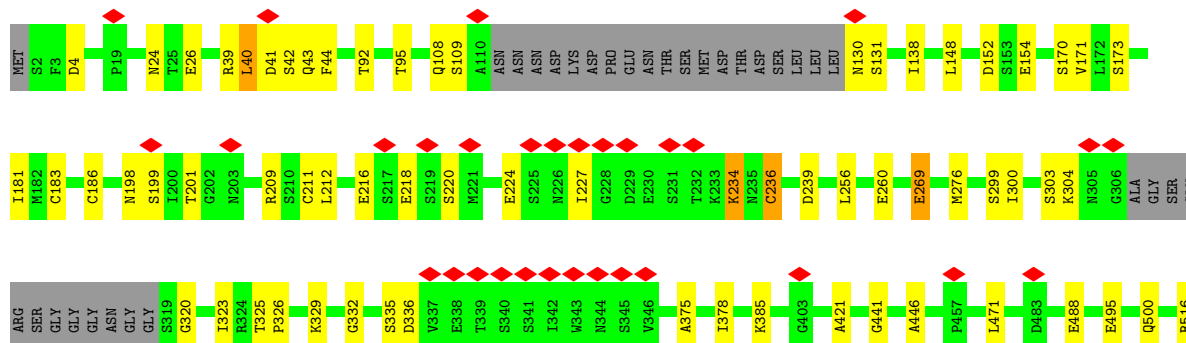 MET S2 F3 D4 P19 N24 T25 E26 R39 L40 D41 S42 Q43 F44 T92 T95 Q108 S109 A110 ASN ASN ASN ASP LYS ASP PRO GLU ASN THR SER MET ASP THR ASP SER LEU LEU LEU N130 S131 I138 L148 D152 S153 E154 S170 V171 L172 S173
I181 M182 C183 C186 N198 S199 I200 T201 G202 N203 R209 S210 C211 L212 E216 S217 E218 S219 S220 M221 E224 S225 N226 I227 G228 D229 E230 S231 T232 K233 K234 N235 C236 D239 L256 E260 E269 M276 S299 I300 S303 K304 N305 G306 ALA GLY SER
ARG SER GLY GLY GLY ASN GLY GLY S319 G320 I323 R324 T325 P326 K329 G332 S335 D336 V337 E338 T339 S340 S341 I342 W343 N344 S345 V346 A375 I378 K385 G403 A421 G441 A446 P457 L471 D483 E488 E495 Q500